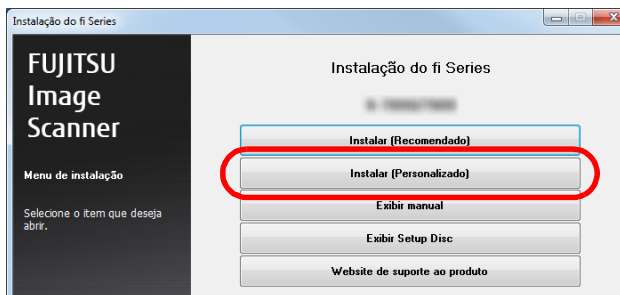 Instalação do fi Series
FUJITSU
Image
Scanner
Menu de instalação
Selecione o item que deseja
abrir.
Instalação do fi Series
Instalar (Recomendado)
Instalar (Personalizado)
Exibir manual
Exibir Setup Disc
Website de suporte ao produto